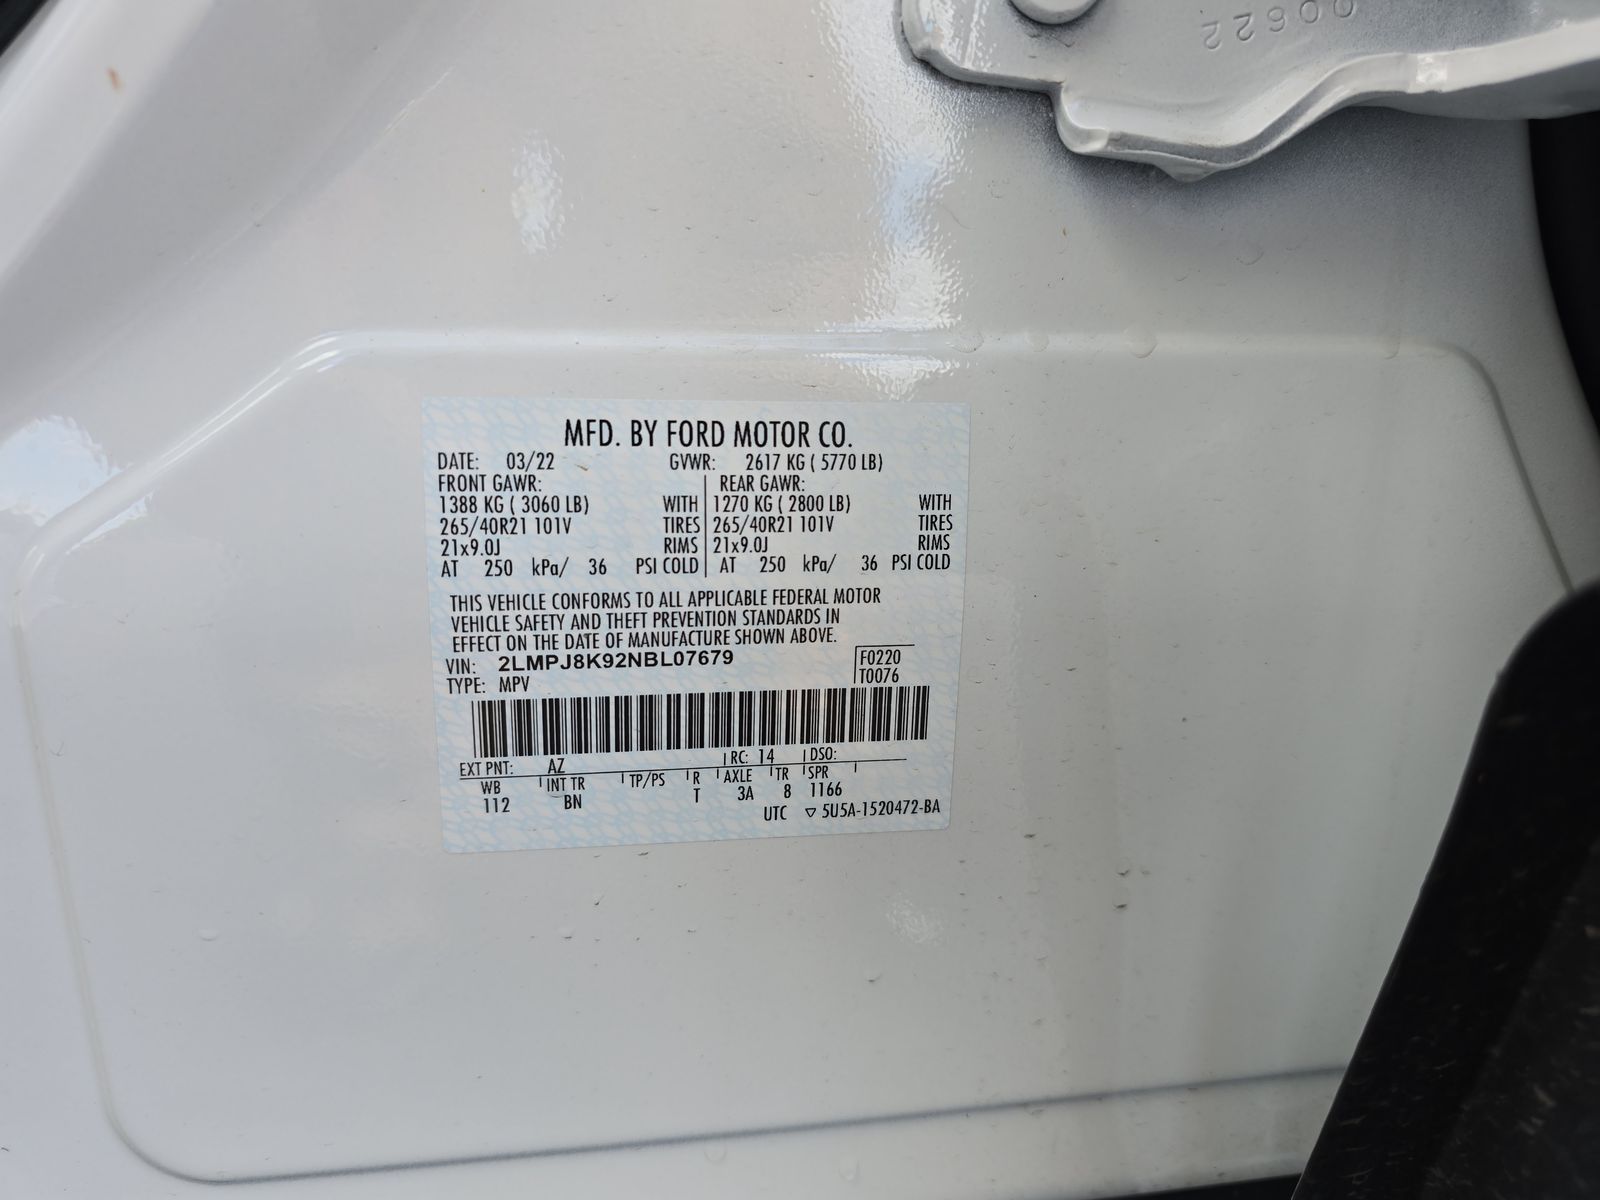 00622
MFD. BY FORD MOTOR CO.
DATE: 03/22 GVWR: 2617 KG ( 5770 LB)
FRONT GAWR: REAR GAWR:
1388 KG ( 3060 LB) WITH 1270 KG ( 2800 LB) WITH
265/40R21 101V TIRES 265/40R21 101V TIRES
21x9.0J RIMS 21x9.0J RIMS
AT 250 kPa/ 36 PSI COLD AT 250 kPa/ 36 PSI COLD
THIS VEHICLE CONFORMS TO ALL APPLICABLE FEDERAL MOTOR
VEHICLE SAFETY AND THEFT PREVENTION STANDARDS IN
EFFECT ON THE DATE OF MANUFACTURE SHOWN ABOVE.
VIN: 2LMPJ8K92NBL07679 F0220
TYPE: MPV T0076
EXT PNT: AZ RC: 14 DSO:
WB INT TR TP/PS R AXLE TR SPR
112 BN T 3A 8 1166
UTC ▽ 5U5A-1520472-BA